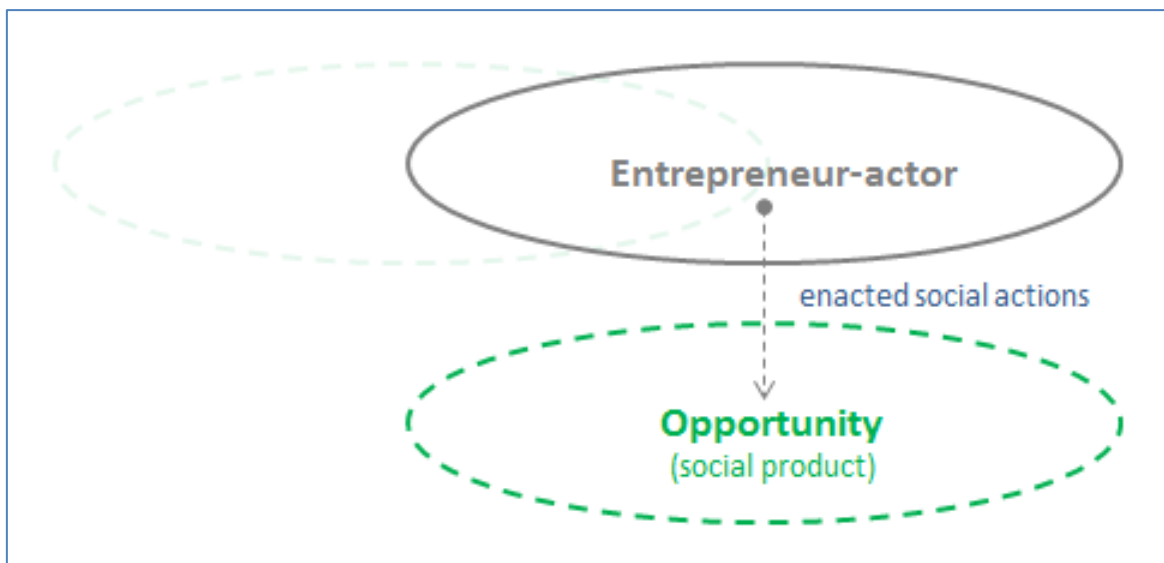 Entrepreneur-actor
enacted social actions
Opportunity
(social product)